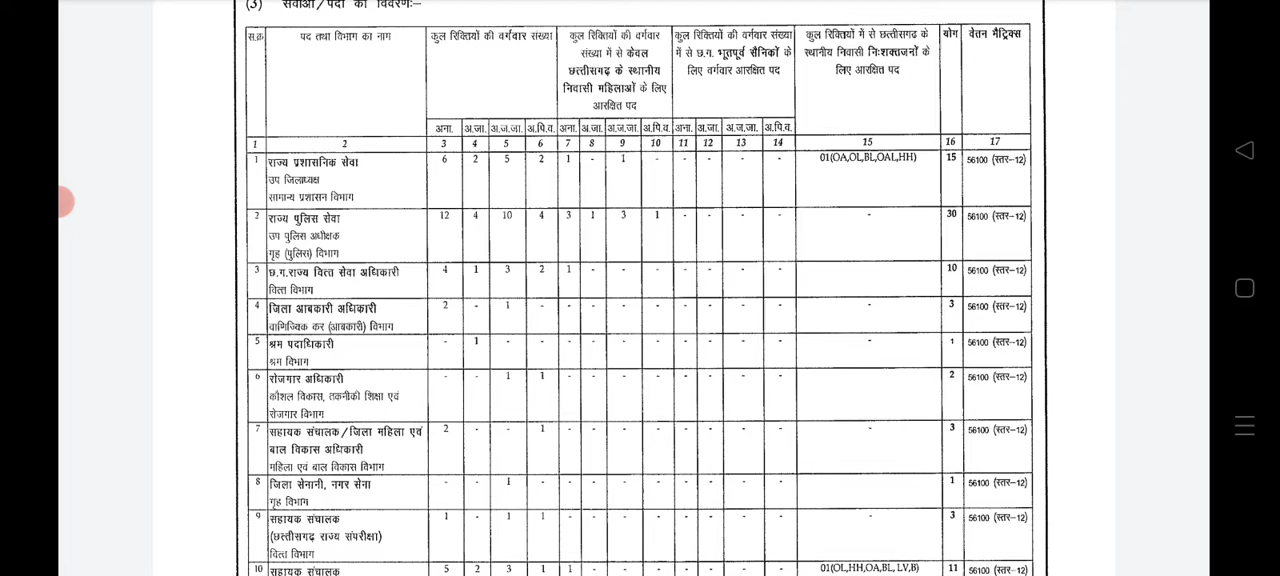 (3) सेवाओं/पदों का विवरणः–
स.क्र पद तथा विभाग का नाम कुल रिक्तियों की वर्गवार संख्या कुल रिक्तियों की वर्गवार संख्या में से केवल छत्तीसगढ़ के स्थानीय निवासी महिलाओं के लिए आरक्षित पद कुल रिक्तियों की वर्गवार संख्या में से छ.ग. भूतपूर्व सैनिकों के लिए वर्गवार आरक्षित पद कुल रिक्तियों में से छत्तीसगढ़ के स्थानीय निवासी निःशक्तजनों के लिए आरक्षित पद योग वेतन मैट्रिक्स
अना. अ.जा. अ.ज.जा. अ.पि.व. अना. अ.जा. अ.ज.जा. अ.पि.व. अना. अ.जा. अ.ज.जा. अ.पि.व.
1 2 3 4 5 6 7 8 9 10 11 12 13 14 15 16 17
1 राज्य प्रशासनिक सेवा 6 2 5 2 1 - 1 01(OA,OL,BL,OAL,HH) 15 56100 (स्तर–12)
उप जिलाध्यक्ष
सामान्य प्रशासन विभाग
2 राज्य पुलिस सेवा 12 4 10 4 3 1 3 1 - - - - - 30 56100 (स्तर–12)
उप पुलिस अधीक्षक
गृह (पुलिस) विभाग
3 छ.ग.राज्य वित्त सेवा अधिकारी 4 1 3 2 1 - - - - - - - 10 56100 (स्तर–12)
वित्त विभाग
4 जिला आबकारी अधिकारी 2 - 1 - - - - - - - - - 3 56100 (स्तर–12)
वाणिज्यिक कर (आबकारी) विभाग
5 श्रम पदाधिकारी - 1 - - - - - - - - - - 1 56100 (स्तर–12)
श्रम विभाग
6 रोजगार अधिकारी - - 1 1 - - - - - - - - 2 56100 (स्तर–12)
कौशल विकास, तकनीकी शिक्षा एवं
रोजगार विभाग
7 सहायक संचालक/जिला महिला एवं 2 - - 1 - - - - - - - - - 3 56100 (स्तर–12)
बाल विकास अधिकारी
महिला एवं बाल विकास विभाग
8 जिला सेनानी, नगर सेना - - 1 - - - - - - - - - 1 56100 (स्तर–12)
गृह विभाग
9 सहायक संचालक 1 - 1 1 - - - - - - - - - 3 56100 (स्तर–12)
(छत्तीसगढ़ राज्य संपरीक्षा)
वित्त विभाग
10 सहायक संचालक 5 2 3 1 1 - - - - - - - 01(OL,HH,OA,BL, LV,B) 11 56100 (स्तर–12)